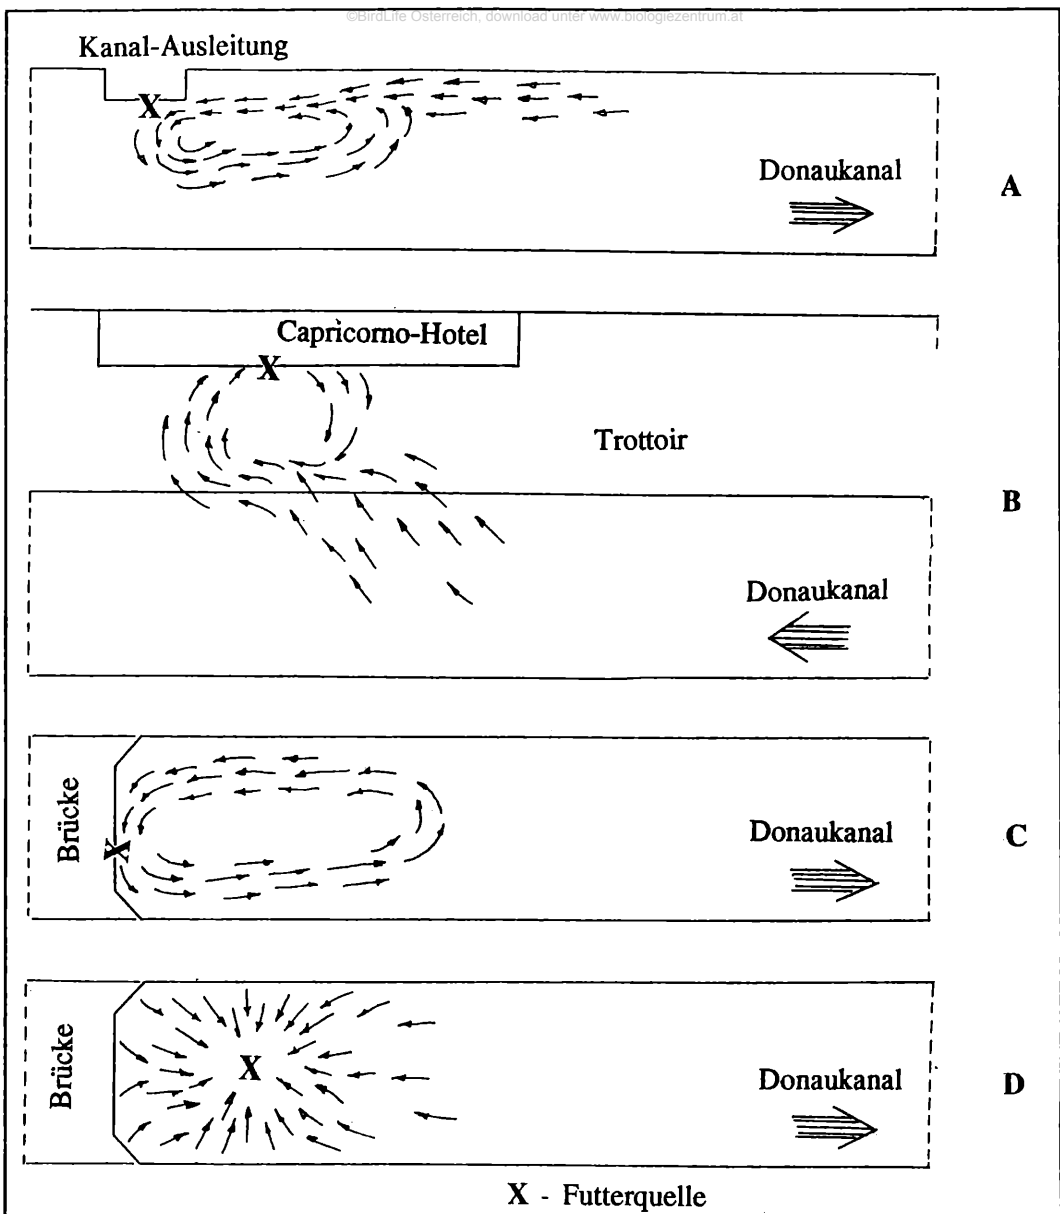 ©BirdLife Österreich, download unter www.biologiezentrum.at
Kanal-Ausleitung
X
Donaukanal
A
Capricorno-Hotel
X
Trottoir
B
Donaukanal
Brücke
X
Donaukanal
C
Brücke
X
Donaukanal
D
X - Futterquelle